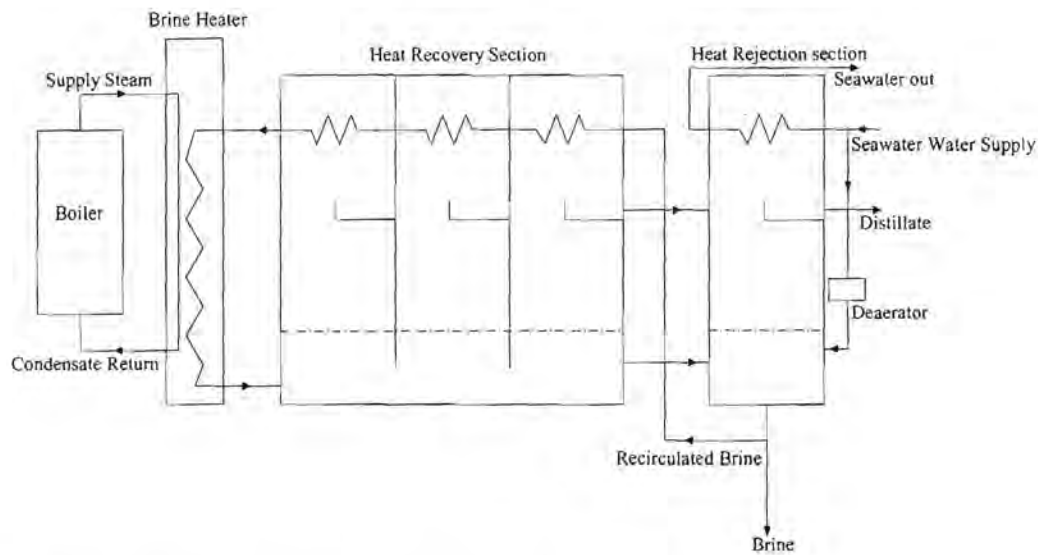 Brine Heater
Supply Steam
Heat Recovery Section
Heat Rejection section
Seawater out
Seawater Water Supply
Boiler
Distillate
Deaerator
Condensate Return
Recirculated Brine
Brine